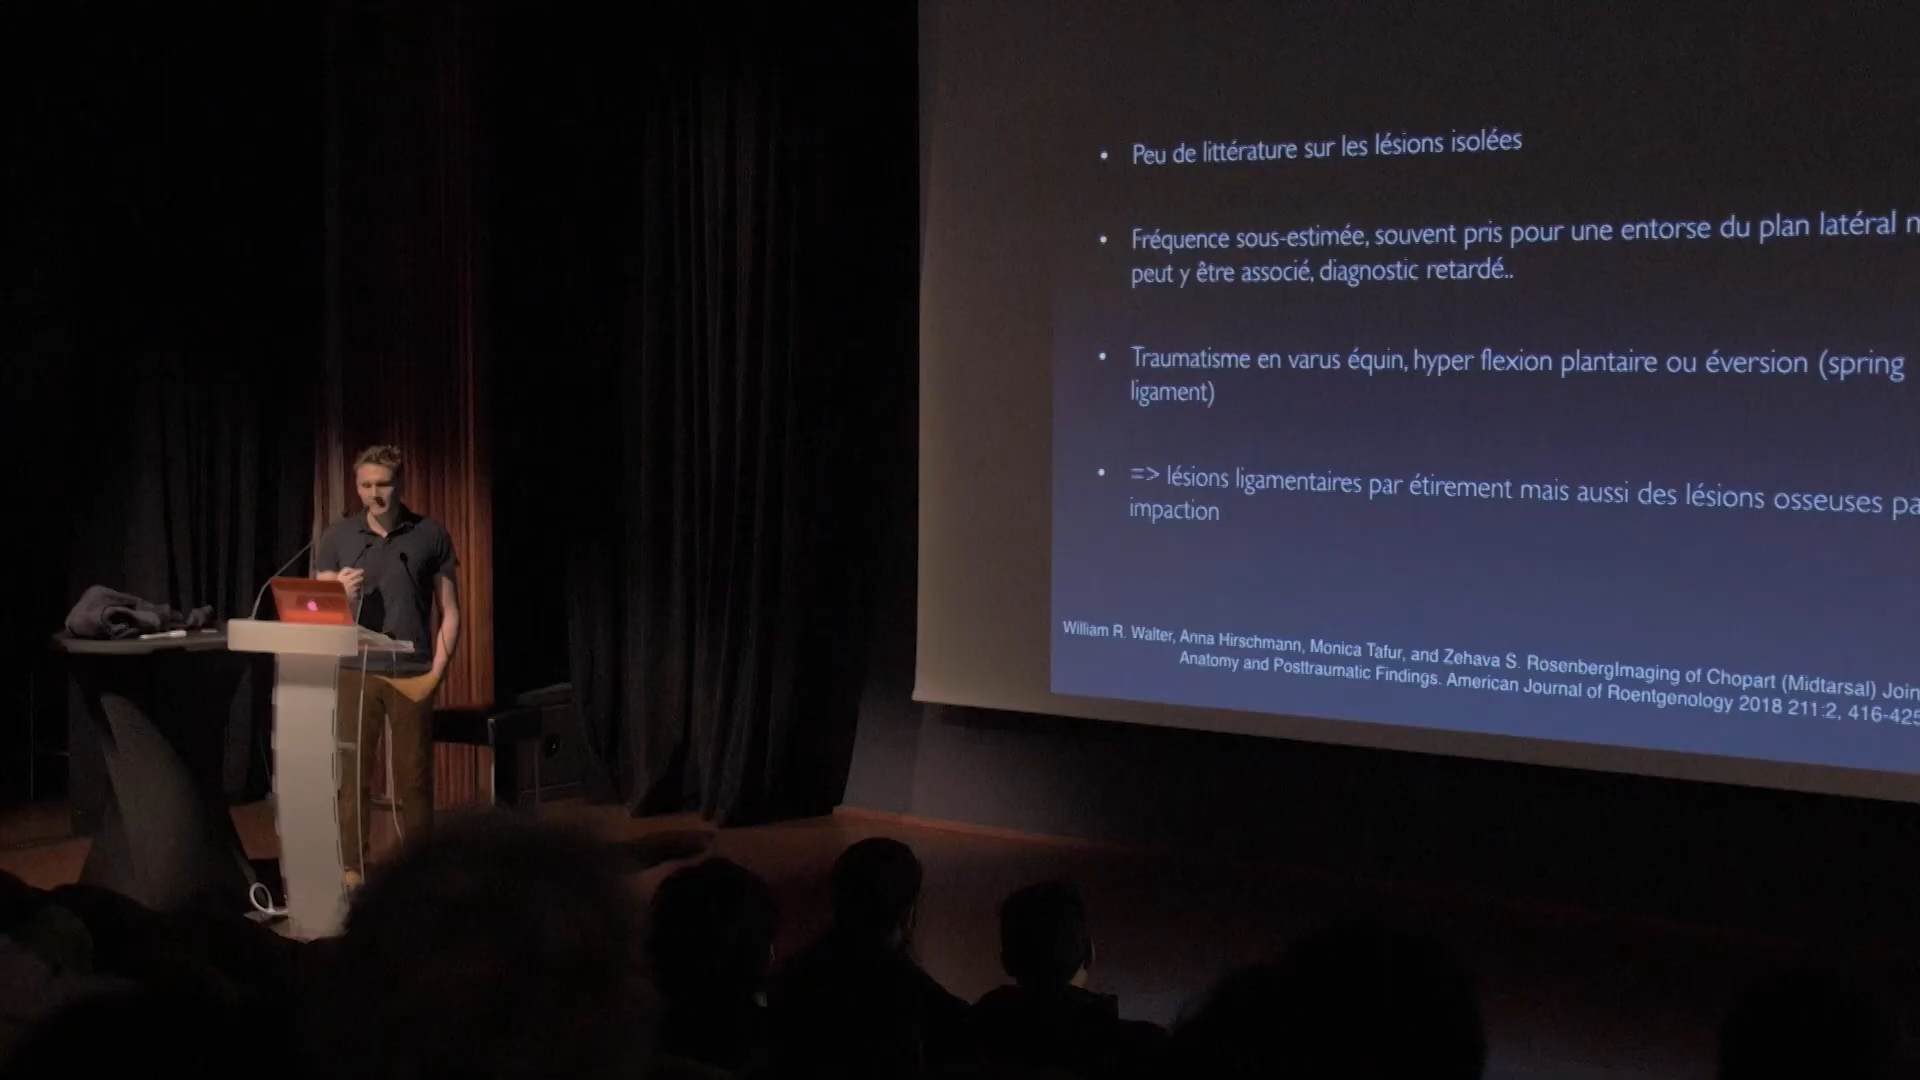 • Peu de littérature sur les lésions isolées
• Fréquence sous-estimée, souvent pris pour une entorse du plan latéral
peut y être associé, diagnostic retardé..
• Traumatisme en varus équin, hyper flexion plantaire ou éversion (spring
ligament)
• => lésions ligamentaires par étirement mais aussi des lésions osseuses
impaction
William R. Walter, Anna Hirschmann, Monica Tafur, and Zehava S. RosenbergImaging of Chopart (Midtarsal)
Anatomy and Posttraumatic Findings. American Journal of Roentgenology 2018 211:2, 416-425